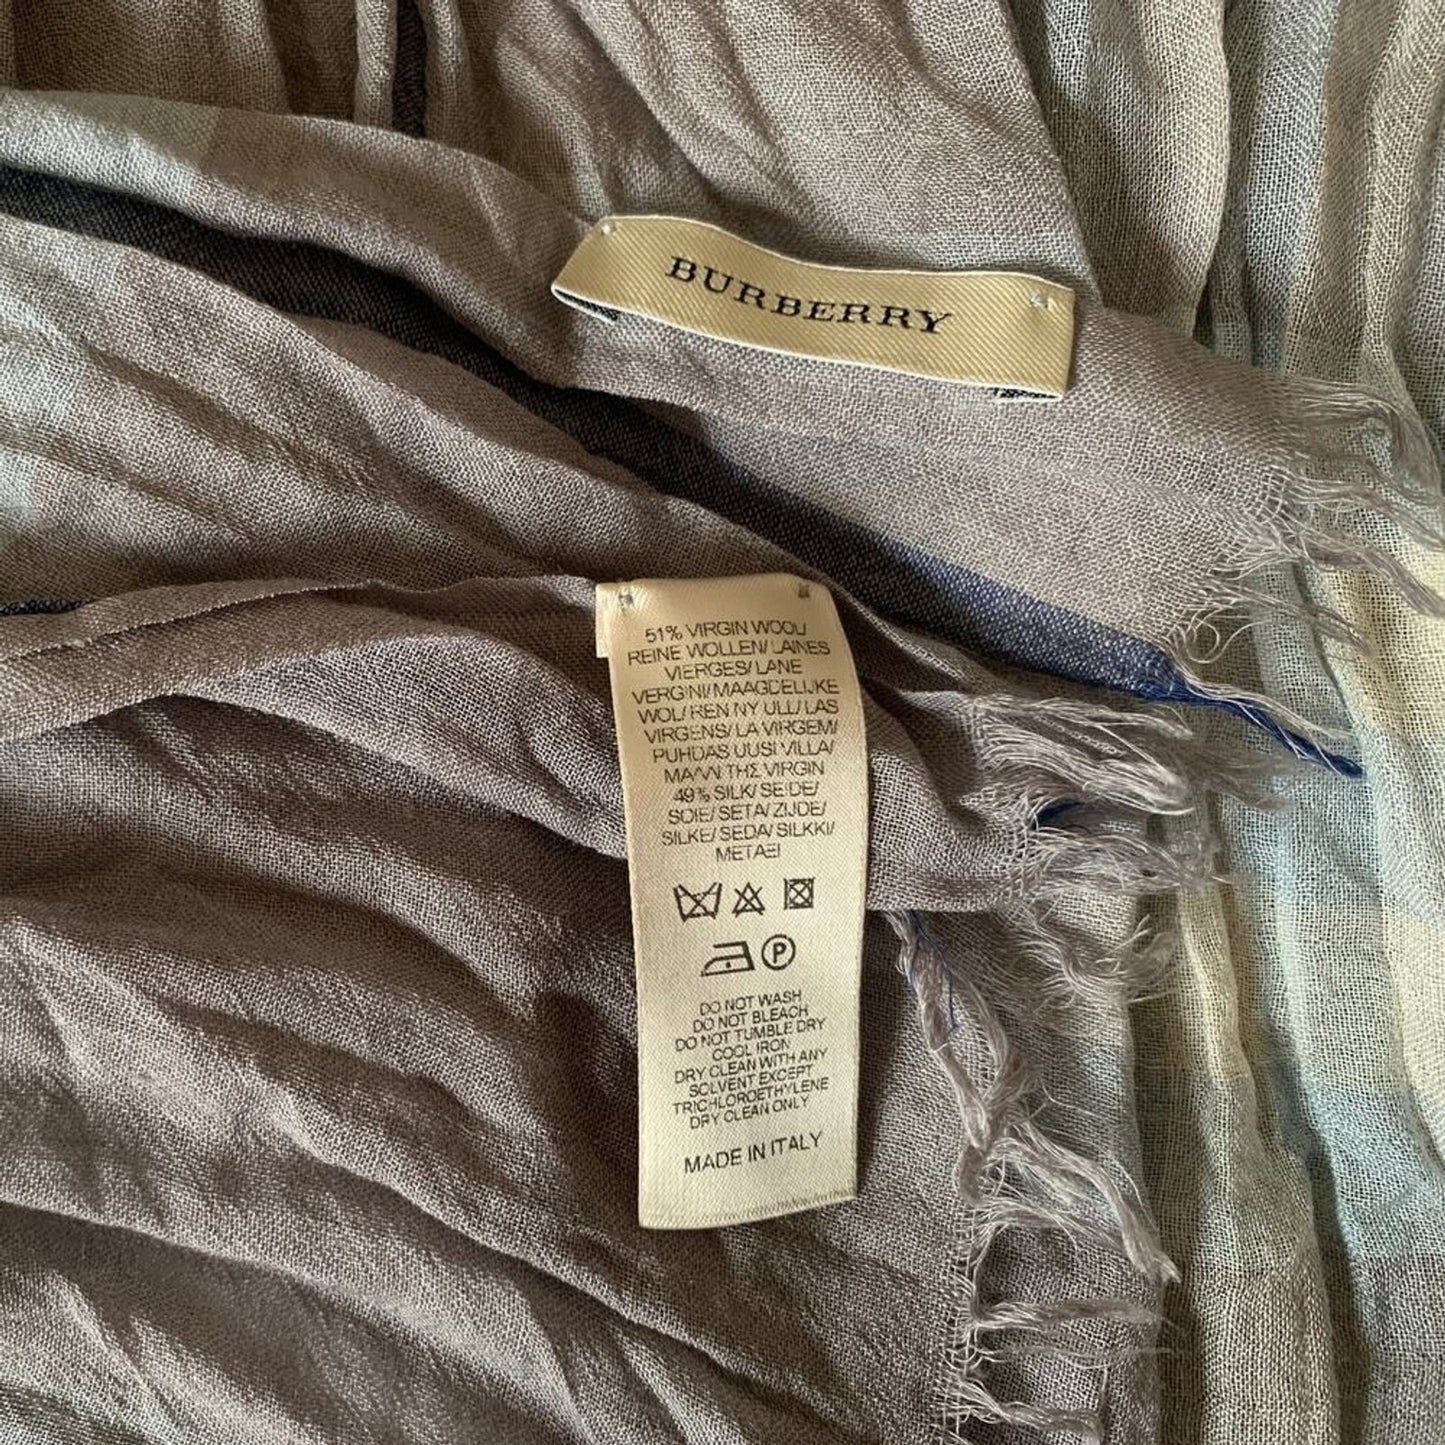 BURBERRY
51% VIRGIN WOOL/
REINE WOLLEN/ LAINES
VIERGES/ LANE
VERGINI/ MAAGDELIJKE
WOL/ REN NY ULL/ LAS
VIRGENS/ LA VIRGEM/
PUHDAS UUSI VILLA/
ΜΑΛΛΙ ΤΗΣ VIRGIN
49% SILK/ SEIDE/
SOIE/ SETA/ ZIJDE/
SILKE/ SEDA/ SILKKI/
ΜΕΤΑΞΙ
P
DO NOT WASH
DO NOT BLEACH
DO NOT TUMBLE DRY
COOL IRON
DRY CLEAN WITH ANY
SOLVENT EXCEPT
TRICHLOROETHYLENE
DRY CLEAN ONLY
MADE IN ITALY